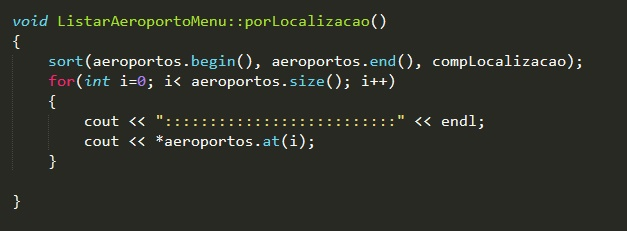 void ListarAeroportoMenu::porLocalizacao()
{
    sort(aeroportos.begin(), aeroportos.end(), compLocalizacao);
    for(int i=0; i< aeroportos.size(); i++)
    {
        cout << "::::::::::::::::::::::::::" << endl;
        cout << *aeroportos.at(i);
    }
}